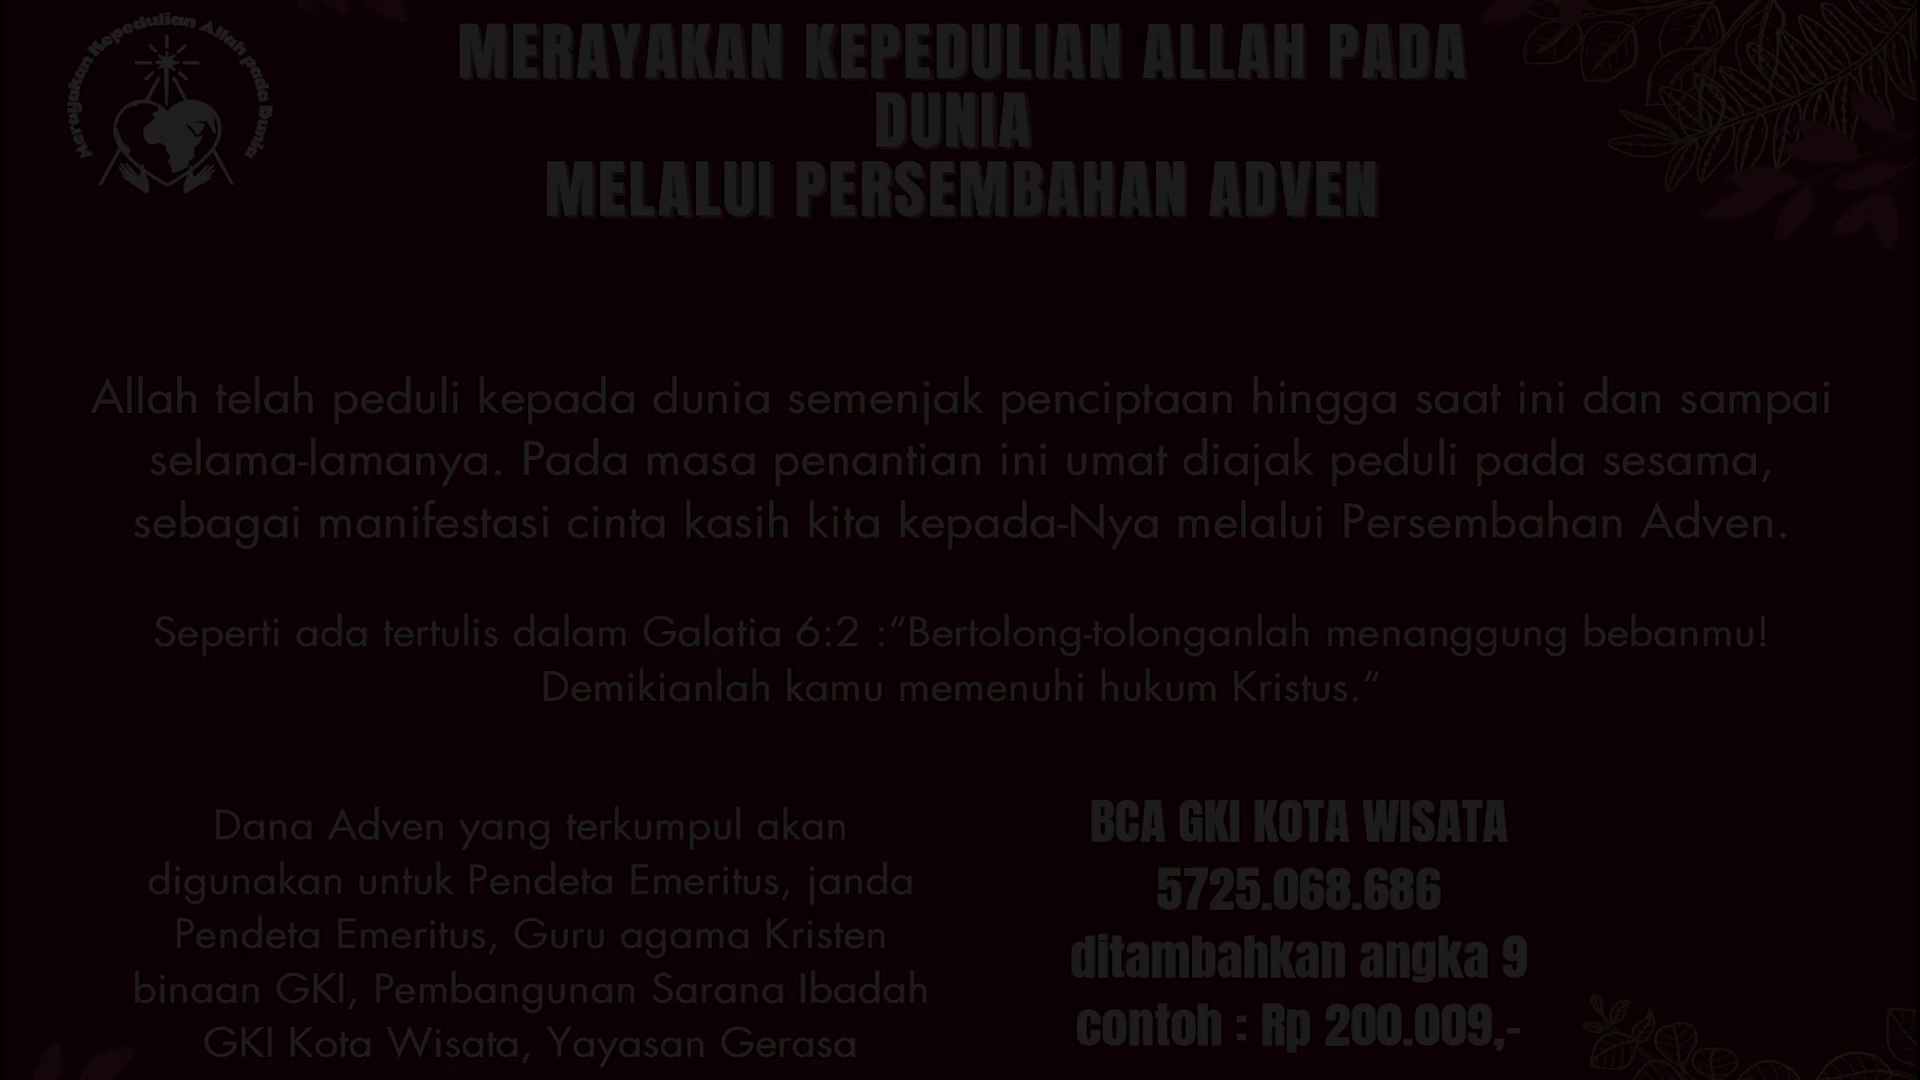 Merayakan Kepedulian Allah pada Dunia
MERAYAKAN KEPEDULIAN ALLAH PADA
DUNIA
MELALUI PERSEMBAHAN ADVEN
Allah telah peduli kepada dunia semenjak penciptaan hingga saat ini dan sampai
selama-lamanya. Pada masa penantian ini umat diajak peduli pada sesama,
sebagai manifestasi cinta kasih kita kepada-Nya melalui Persembahan Adven.
Seperti ada tertulis dalam Galatia 6:2 :“Bertolong-tolonganlah menanggung bebanmu!
Demikianlah kamu memenuhi hukum Kristus.“
Dana Adven yang terkumpul akan
digunakan untuk Pendeta Emeritus, janda
Pendeta Emeritus, Guru agama Kristen
binaan GKI, Pembangunan Sarana Ibadah
GKI Kota Wisata, Yayasan Gerasa
BCA GKI KOTA WISATA
5725.068.686
ditambahkan angka 9
contoh : Rp 200.009,-